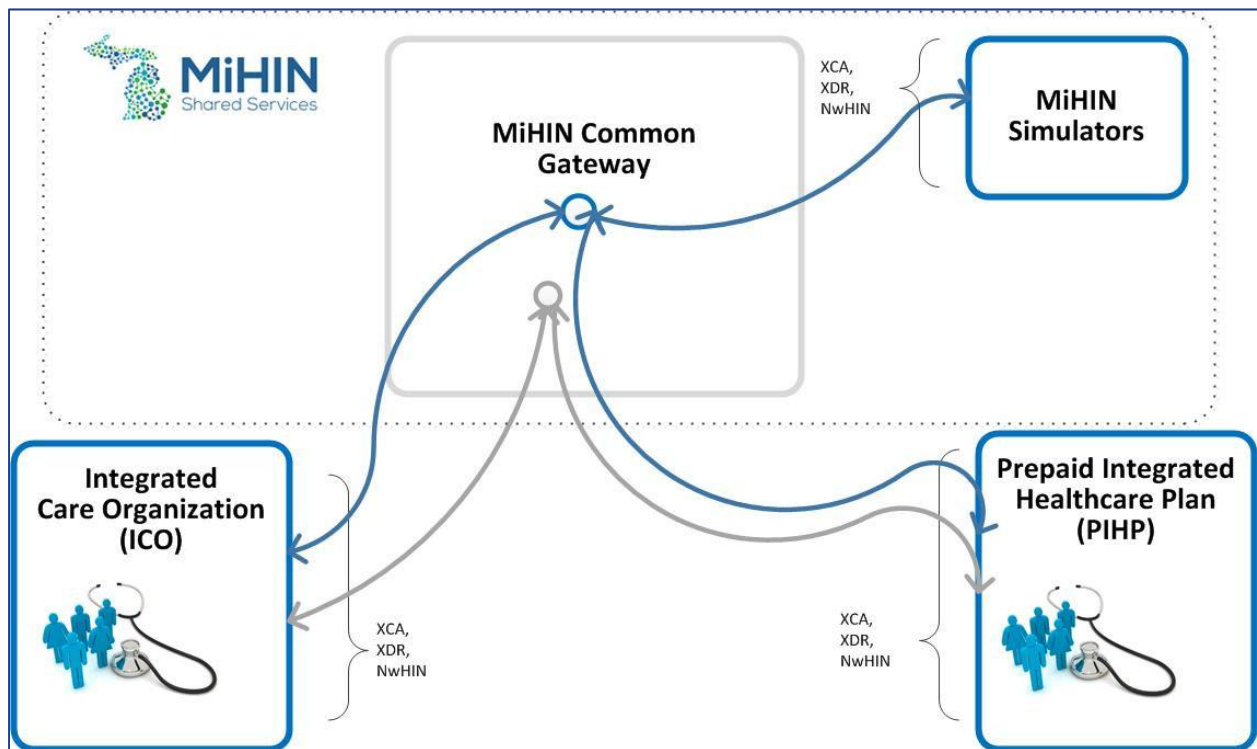 MiHIN
Shared Services
MiHIN Common
Gateway
XCA,
XDR,
NwHIN
MiHIN
Simulators
Integrated
Care Organization
(ICO)
XCA,
XDR,
NwHIN
XCA,
XDR,
NwHIN
Prepaid Integrated
Healthcare Plan
(PIHP)